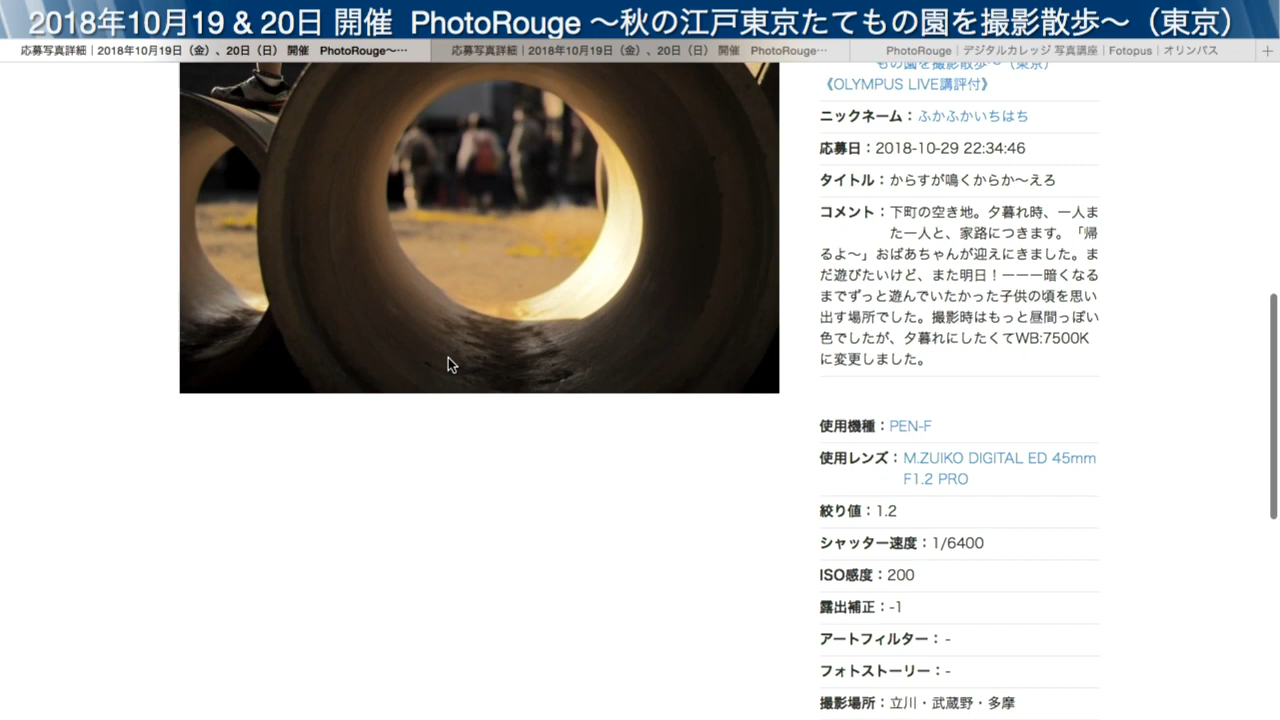 2018年10月19 & 20日 開催 PhotoRouge ～秋の江戸東京たてもの園を撮影散歩～（東京）
応募写真詳細｜2018年10月19日（金）、20日（日） 開催 PhotoRouge～…
応募写真詳細｜2018年10月19日（金）、20日（日） 開催 PhotoRouge…
PhotoRouge｜デジタルカレッジ 写真講座｜Fotopus｜オリンパス
もの園を撮影散歩～（東京）
《OLYMPUS LIVE講評付》
ニックネーム：ふかふかいちはち
応募日：2018-10-29 22:34:46
タイトル：からすが鳴くからか～えろ
コメント：下町の空き地。夕暮れ時、一人ま
た一人と、家路につきます。「帰
るよ～」おばあちゃんが迎えにきました。ま
だ遊びたいけど、また明日！ーーー暗くなる
までずっと遊んでいたかった子供の頃を思い
出す場所でした。撮影時はもっと昼間っぽい
色でしたが、夕暮れにしたくてWB:7500K
に変更しました。
使用機種：PEN-F
使用レンズ：M.ZUIKO DIGITAL ED 45mm
F1.2 PRO
絞り値：1.2
シャッター速度：1/6400
ISO感度：200
露出補正：-1
アートフィルター：-
フォトストーリー：-
撮影場所：立川・武蔵野・多摩